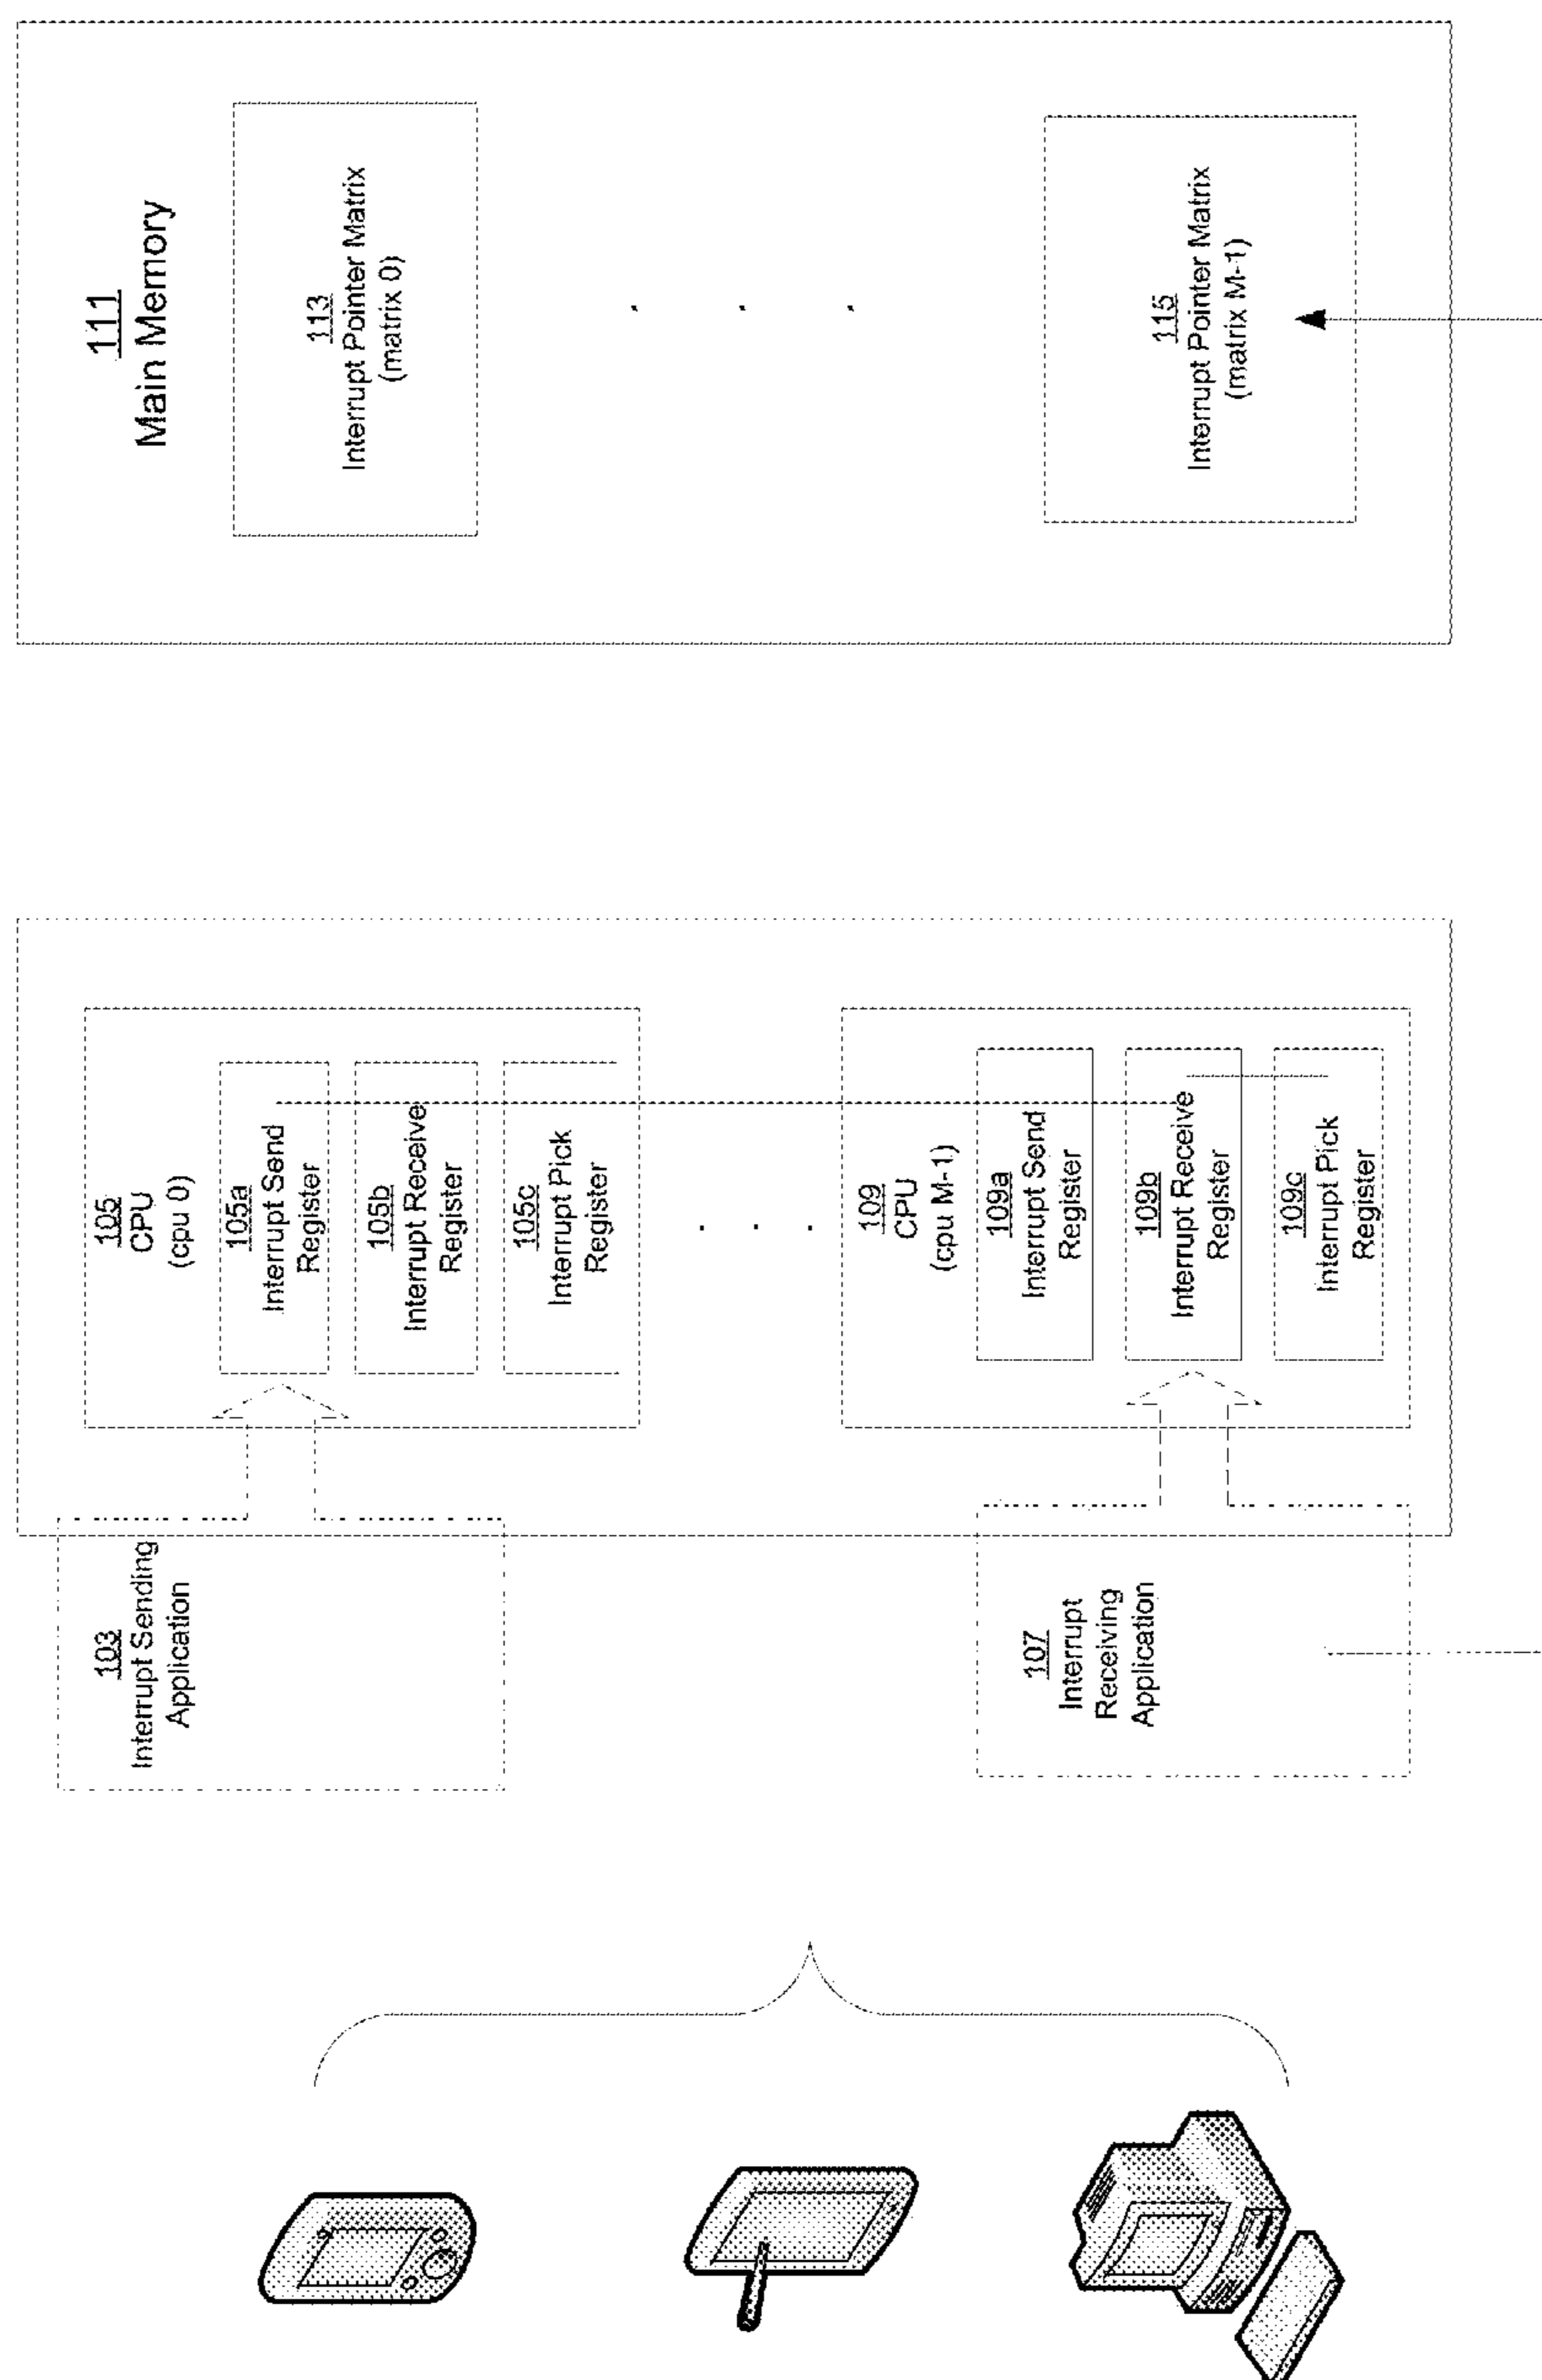 111
Main Memory
113
Interrupt Pointer Matrix
(matrix 0)
115
Interrupt Pointer Matrix
(matrix M-1)
105
CPU
(cpu 0)
105a
Interrupt Send
Register
105b
Interrupt Receive
Register
105c
Interrupt Pick
Register
109
CPU
(cpu M-1)
109a
Interrupt Send
Register
109b
Interrupt Receive
Register
109c
Interrupt Pick
Register
103
Interrupt Sending
Application
107
Interrupt
Receiving
Application